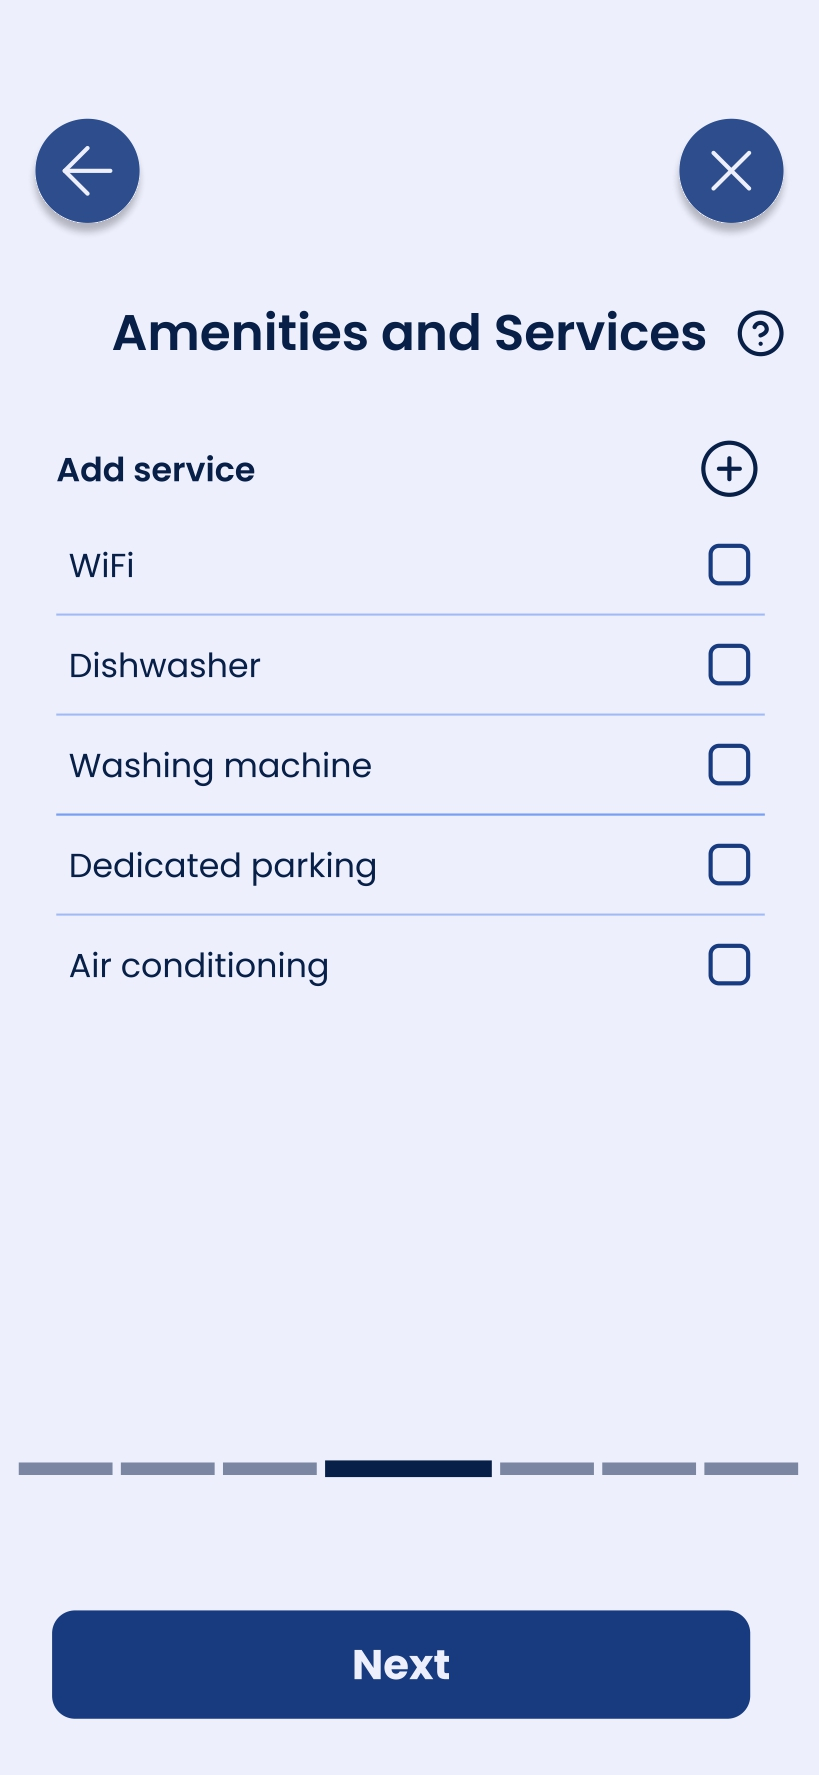 Amenities and Services
Add service
WiFi
Dishwasher
Washing machine
Dedicated parking
Air conditioning
Next